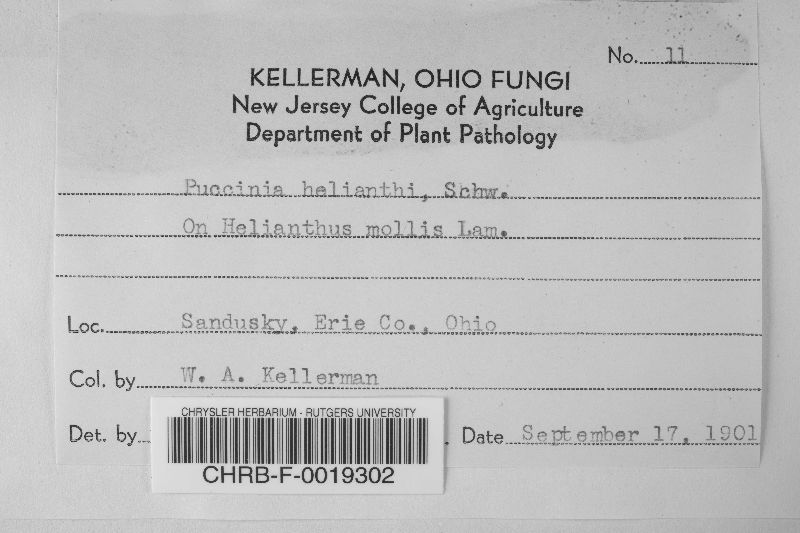 No. 11
KELLERMAN, OHIO FUNGI
New Jersey College of Agriculture
Department of Plant Pathology
Puccinia helianthi, Schw.
On Helianthus mollis Lam.
Loc. Sandusky, Erie Co., Ohio
Col. by W. A. Kellerman
Det. by . Date September 17, 1901
CHRYSLER HERBARIUM - RUTGERS UNIVERSITY
CHRB-F-0019302